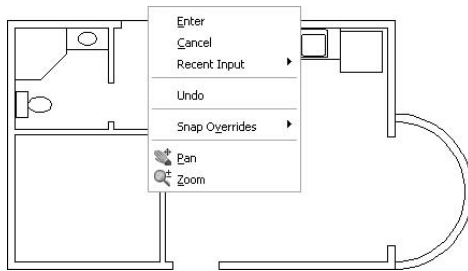 Enter
Cancel
Recent Input
Undo
Snap Overrides
Pan
Zoom